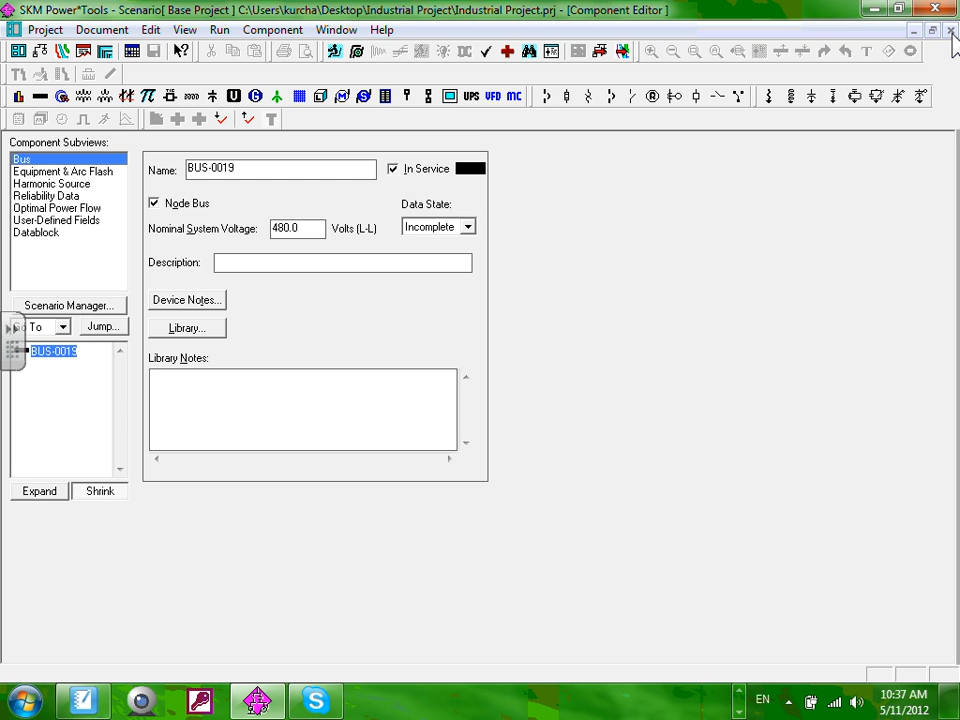 SKM Power*Tools - Scenario[ Base Project ] C:\Users\kurcha\Desktop\Industrial Project\Industrial Project.prj - [Component Editor ]
Project Document Edit View Run Component Window Help
DC
UPS VFD MC
Component Subviews:
Bus
Equipment & Arc Flash
Harmonic Source
Reliability Data
Optimal Power Flow
User-Defined Fields
Datablock
Scenario Manager...
To
Jump...
BUS-0019
Expand
Shrink
Name: BUS-0019
In Service
Node Bus
Data State:
Nominal System Voltage: 480.0 Volts (L-L)
Incomplete
Description:
Device Notes...
Library...
Library Notes:
EN
10:37 AM
5/11/2012